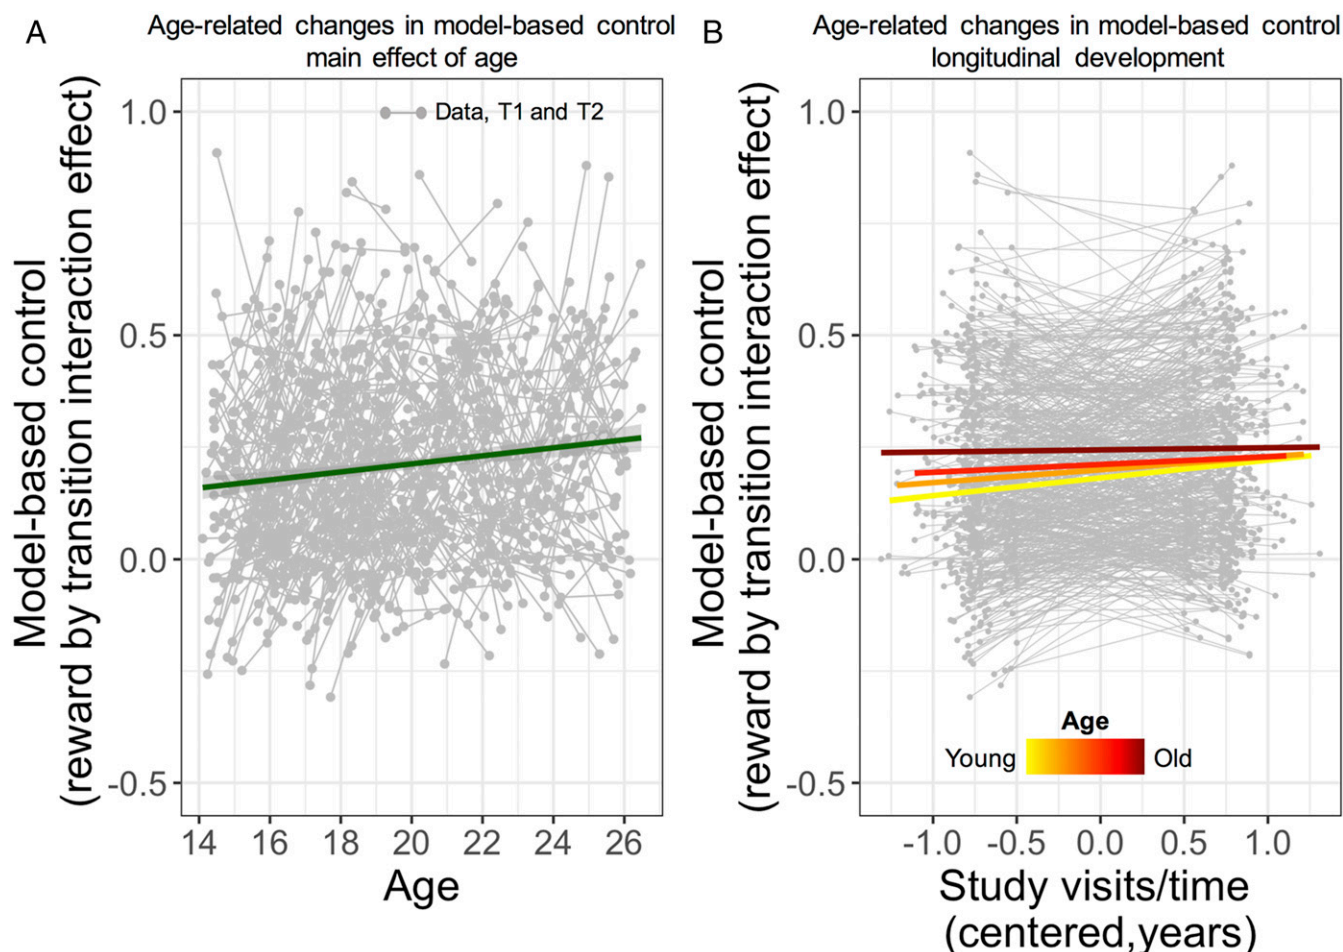 A
Age-related changes in model-based control
main effect of age
Model-based control
(reward by transition interaction effect)
1.0
0.5
0.0
-0.5
Data, T1 and T2
14 16 18 20 22 24 26
Age
B
Age-related changes in model-based control
longitudinal development
Model-based control
(reward by transition interaction effect)
1.0
0.5
0.0
-0.5
Age
Young
Old
-1.0 -0.5 0.0 0.5 1.0
Study visits/time
(centered,years)